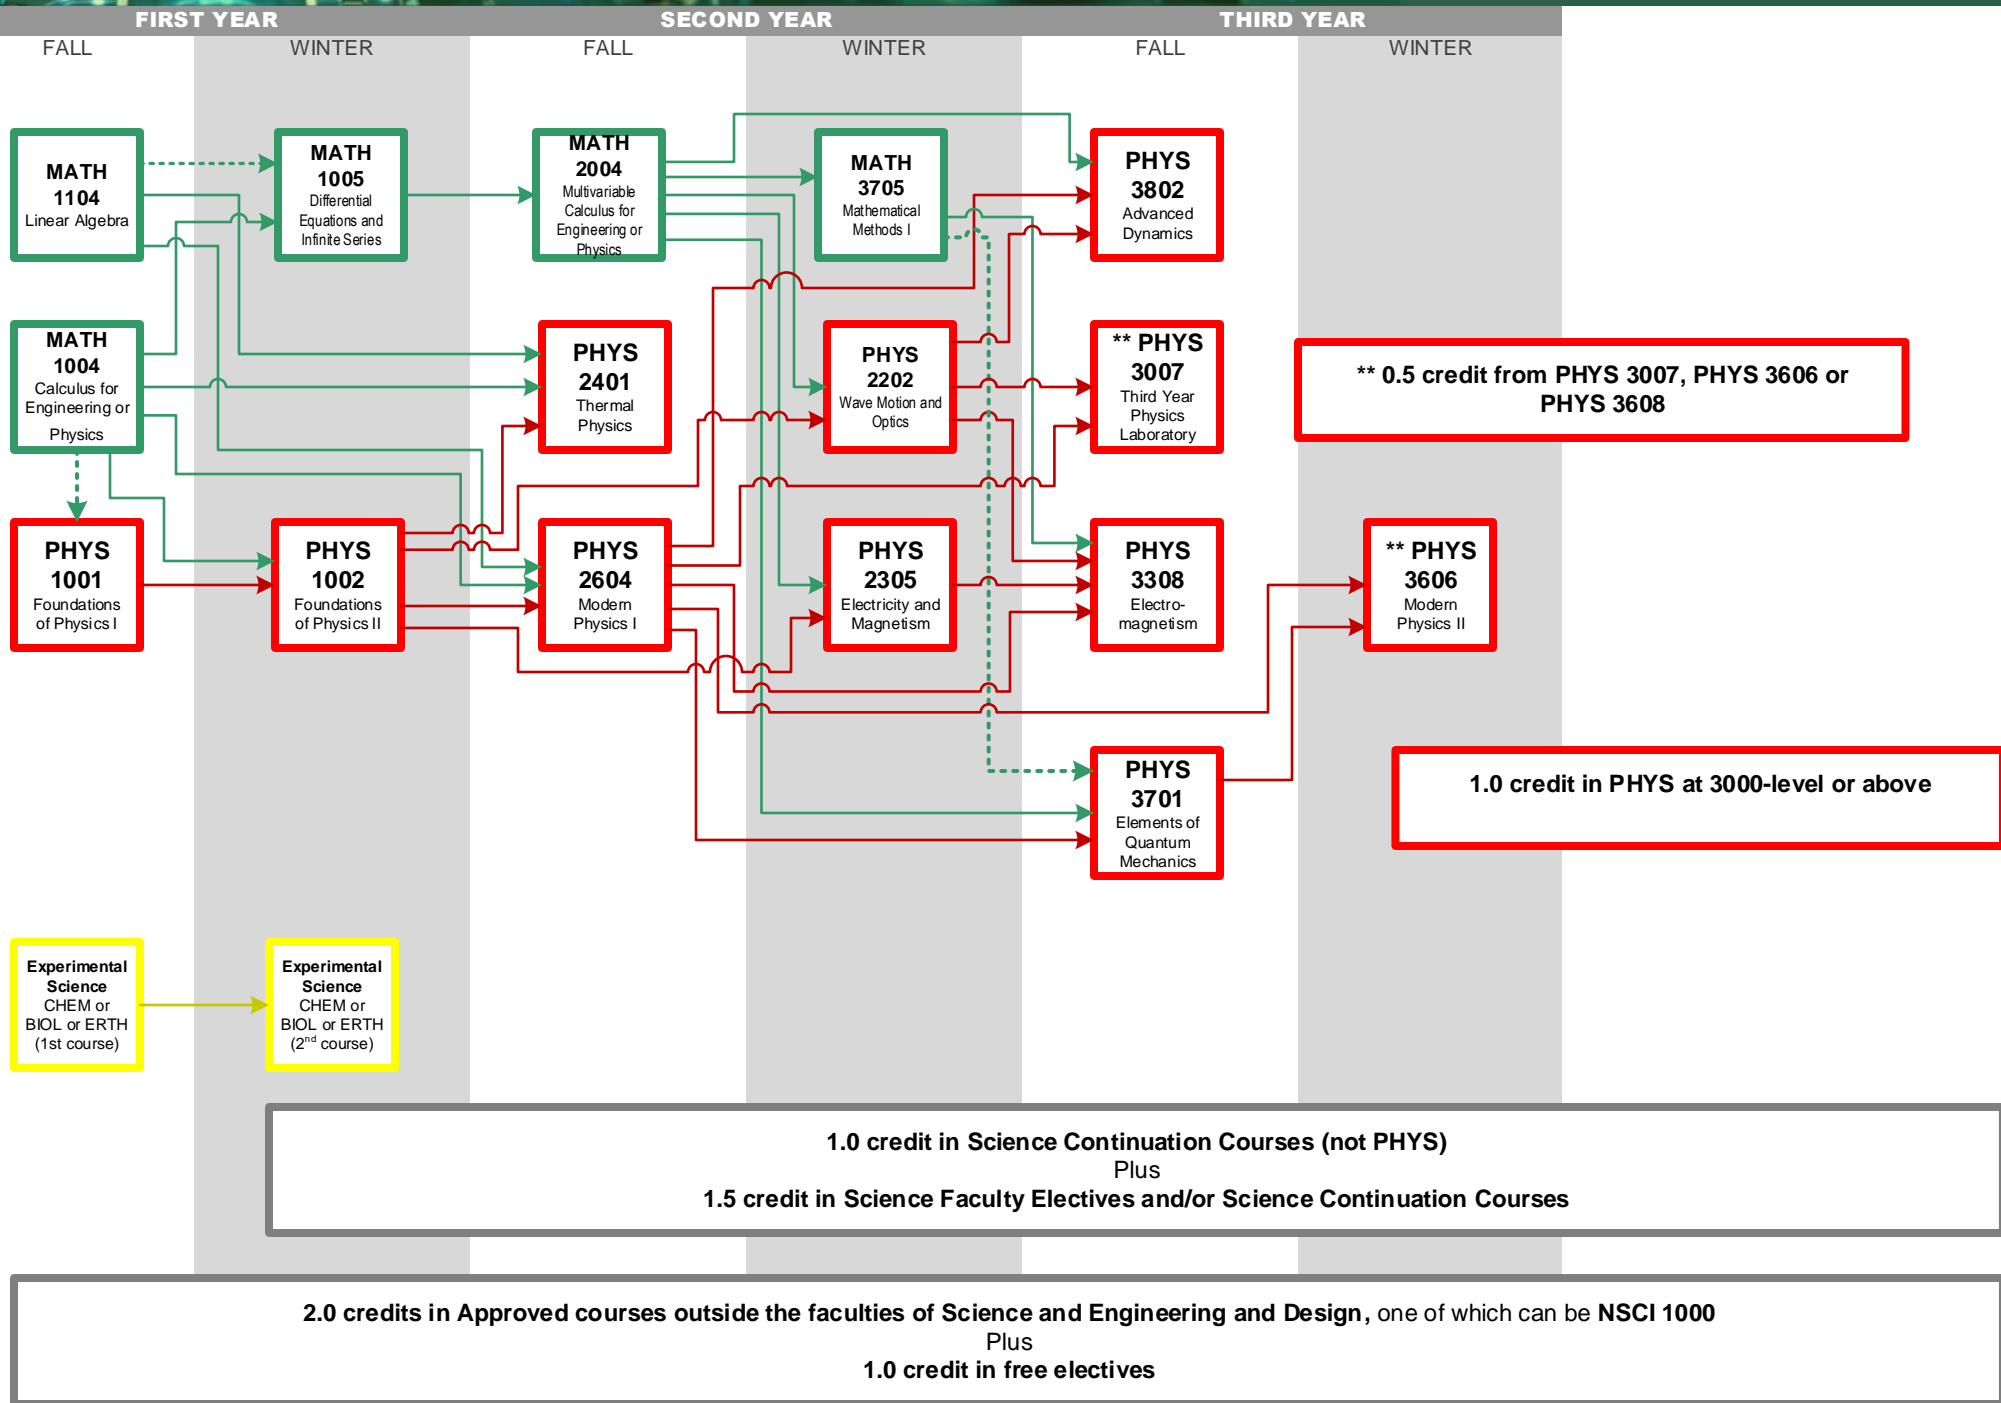 FIRST YEAR
SECOND YEAR
THIRD YEAR
FALL
WINTER
FALL
WINTER
FALL
WINTER
MATH
1104
Linear Algebra
MATH
1005
Differential
Equations and
Infinite Series
MATH
2004
Multivariable
Calculus for
Engineering or
Physics
MATH
3705
Mathematical
Methods I
PHYS
3802
Advanced
Dynamics
MATH
1004
Calculus for
Engineering or
Physics
PHYS
2401
Thermal
Physics
PHYS
2202
Wave Motion and
Optics
** PHYS
3007
Third Year
Physics
Laboratory
** 0.5 credit from PHYS 3007, PHYS 3606 or
PHYS 3608
PHYS
1001
Foundations
of Physics I
PHYS
1002
Foundations
of Physics II
PHYS
2604
Modern
Physics I
PHYS
2305
Electricity and
Magnetism
PHYS
3308
Electro-
magnetism
** PHYS
3606
Modern
Physics II
PHYS
3701
Elements of
Quantum
Mechanics
1.0 credit in PHYS at 3000-level or above
Experimental
Science
CHEM or
BIOL or ERTH
(1st course)
Experimental
Science
CHEM or
BIOL or ERTH
(2nd course)
1.0 credit in Science Continuation Courses (not PHYS)
Plus
1.5 credit in Science Faculty Electives and/or Science Continuation Courses
2.0 credits in Approved courses outside the faculties of Science and Engineering and Design, one of which can be NSCI 1000
Plus
1.0 credit in free electives